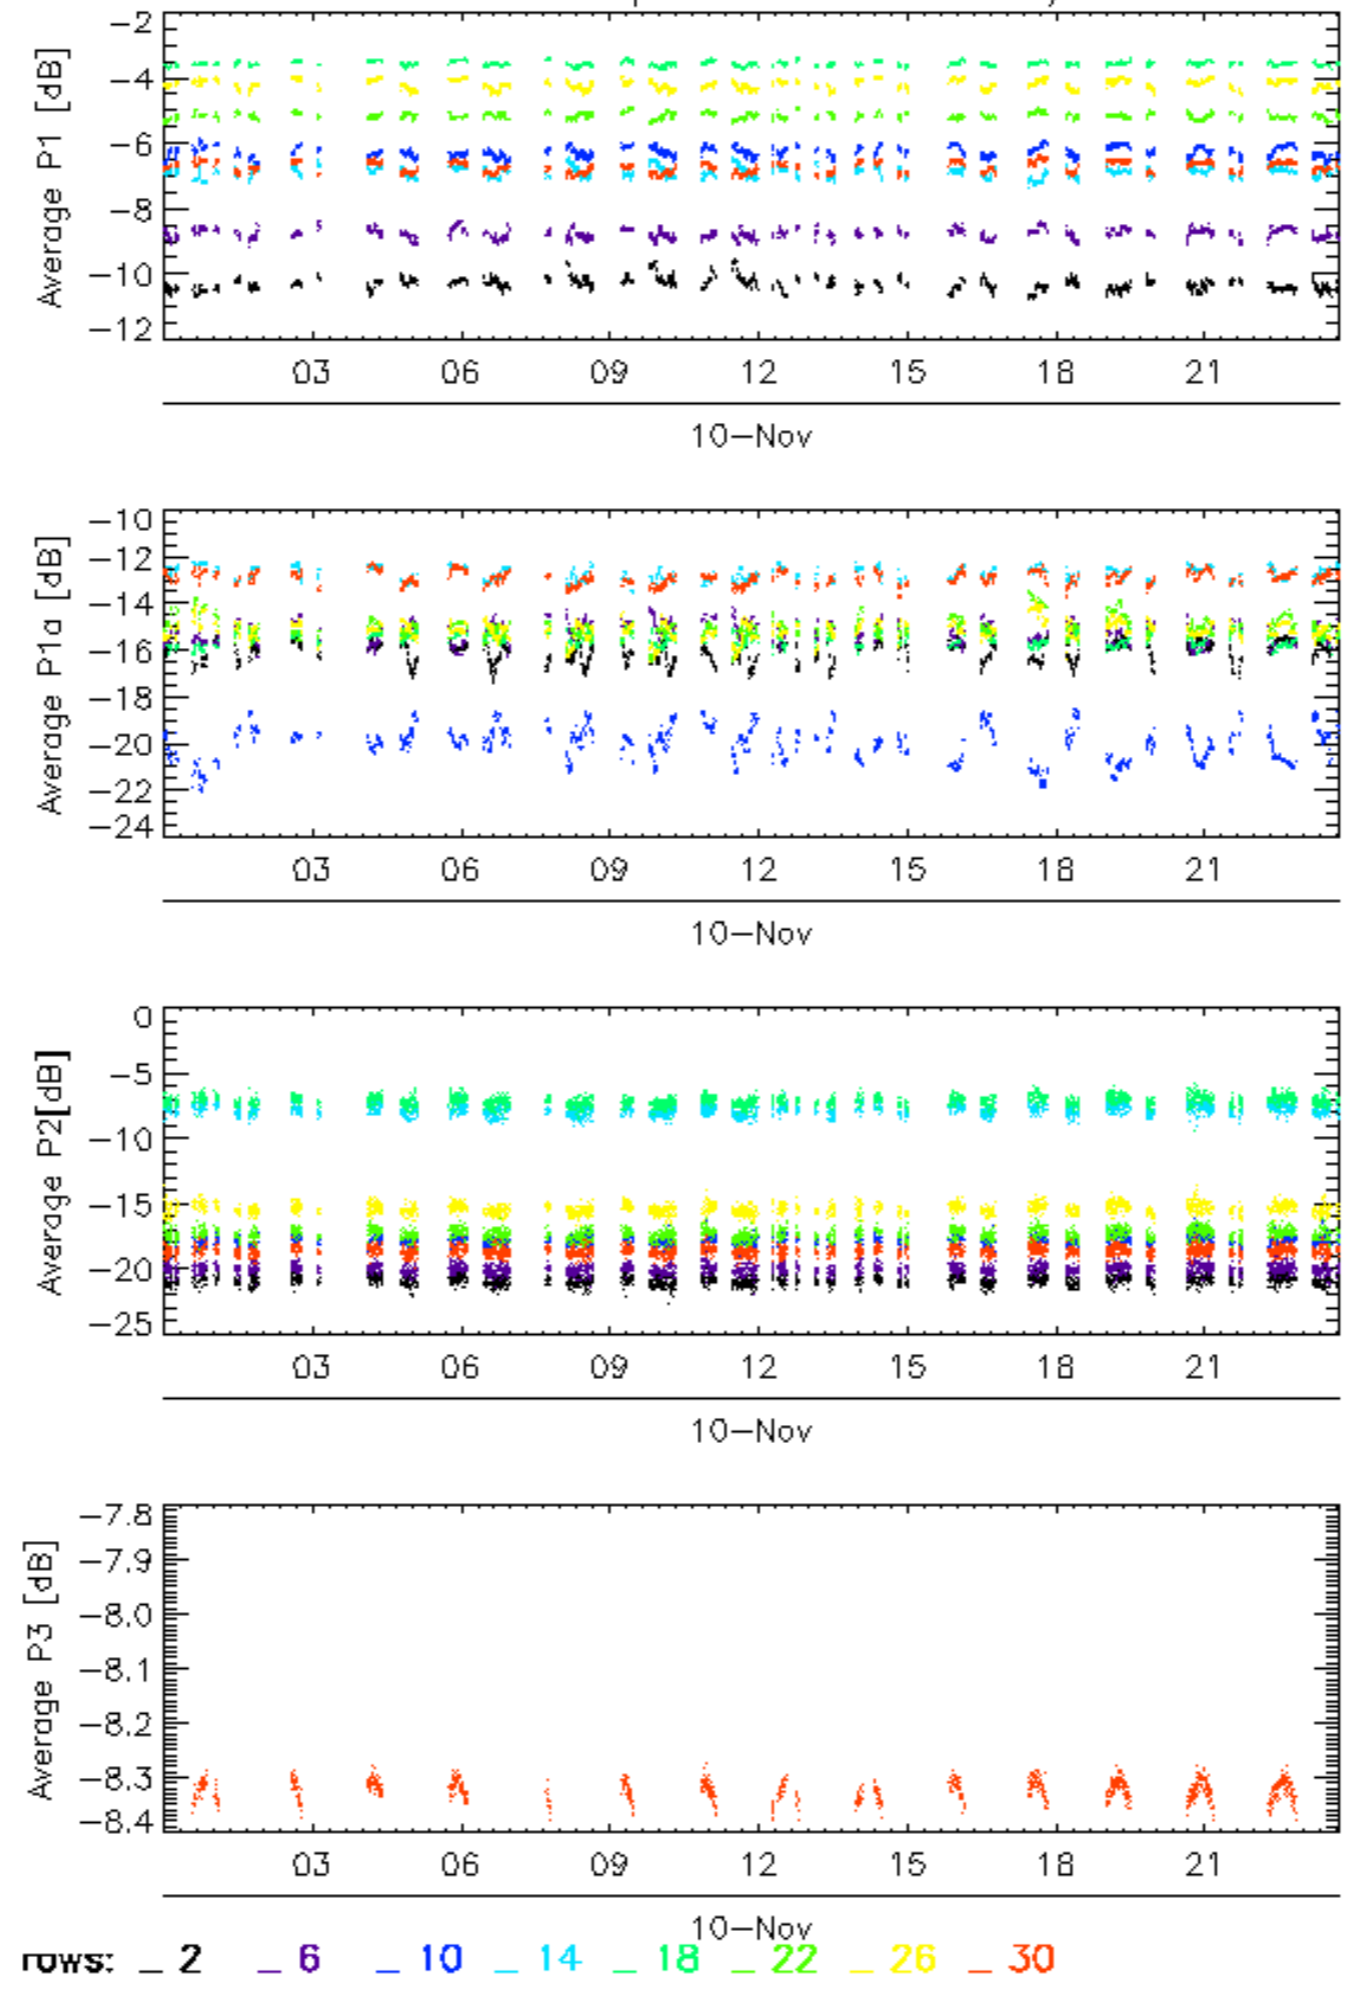 Average P1 [dB]
−2
−4
−6
−8
−10
−12
03 06 09 12 15 18 21
10−Nov
Average P1a [dB]
−10
−12
−14
−16
−18
−20
−22
−24
03 06 09 12 15 18 21
10−Nov
Average P2[dB]
0
−5
−10
−15
−20
−25
03 06 09 12 15 18 21
10−Nov
Average P3 [dB]
−7.8
−7.9
−8.0
−8.1
−8.2
−8.3
−8.4
03 06 09 12 15 18 21
10−Nov
rows: _ 2 _ 6 _ 10 _ 14 _ 18 _ 22 _ 26 _ 30